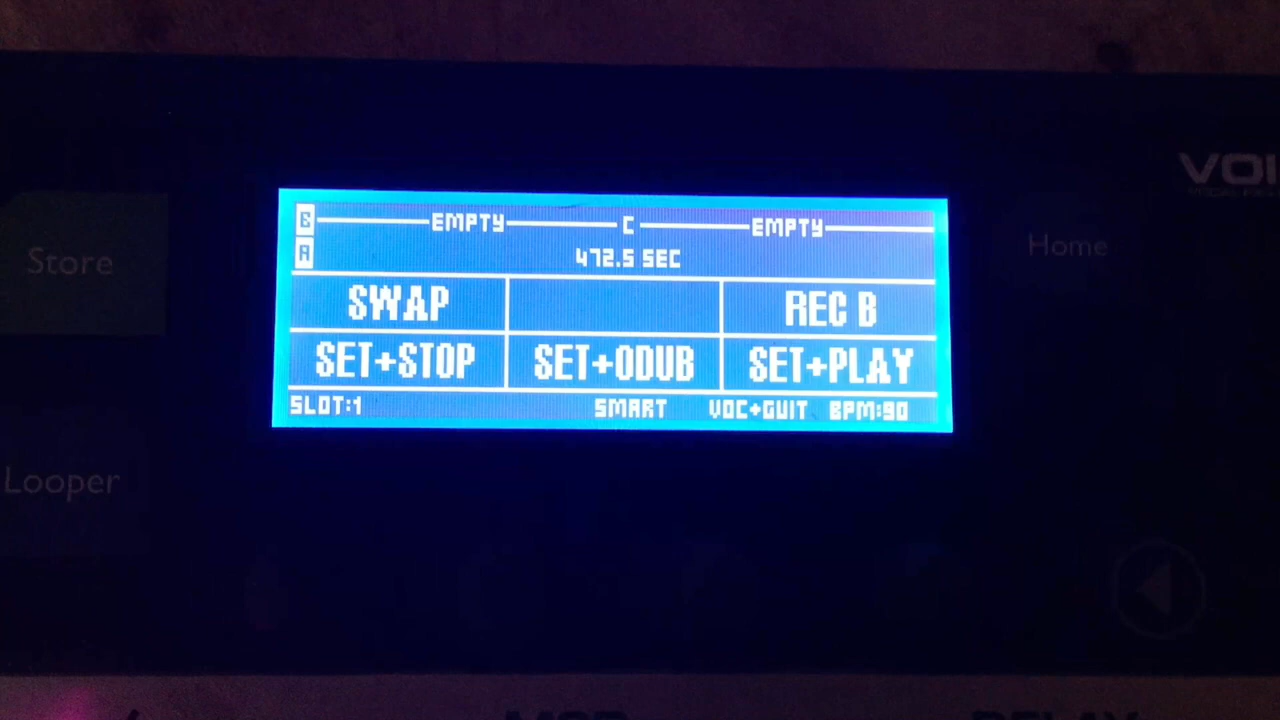 VOI
B EMPTY C EMPTY
A 472.5 SEC
Store
Home
SWAP REC B
SET+STOP SET+ODUB SET+PLAY
SLOT:1 SMART VOC+GUIT BPM:90
Looper